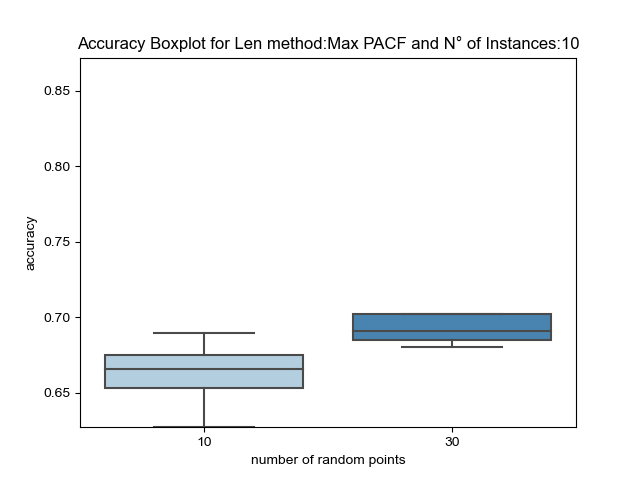 Accuracy Boxplot for Len method:Max PACF and N° of Instances:10
0.85
0.80
0.75
0.70
0.65
accuracy
10
30
number of random points